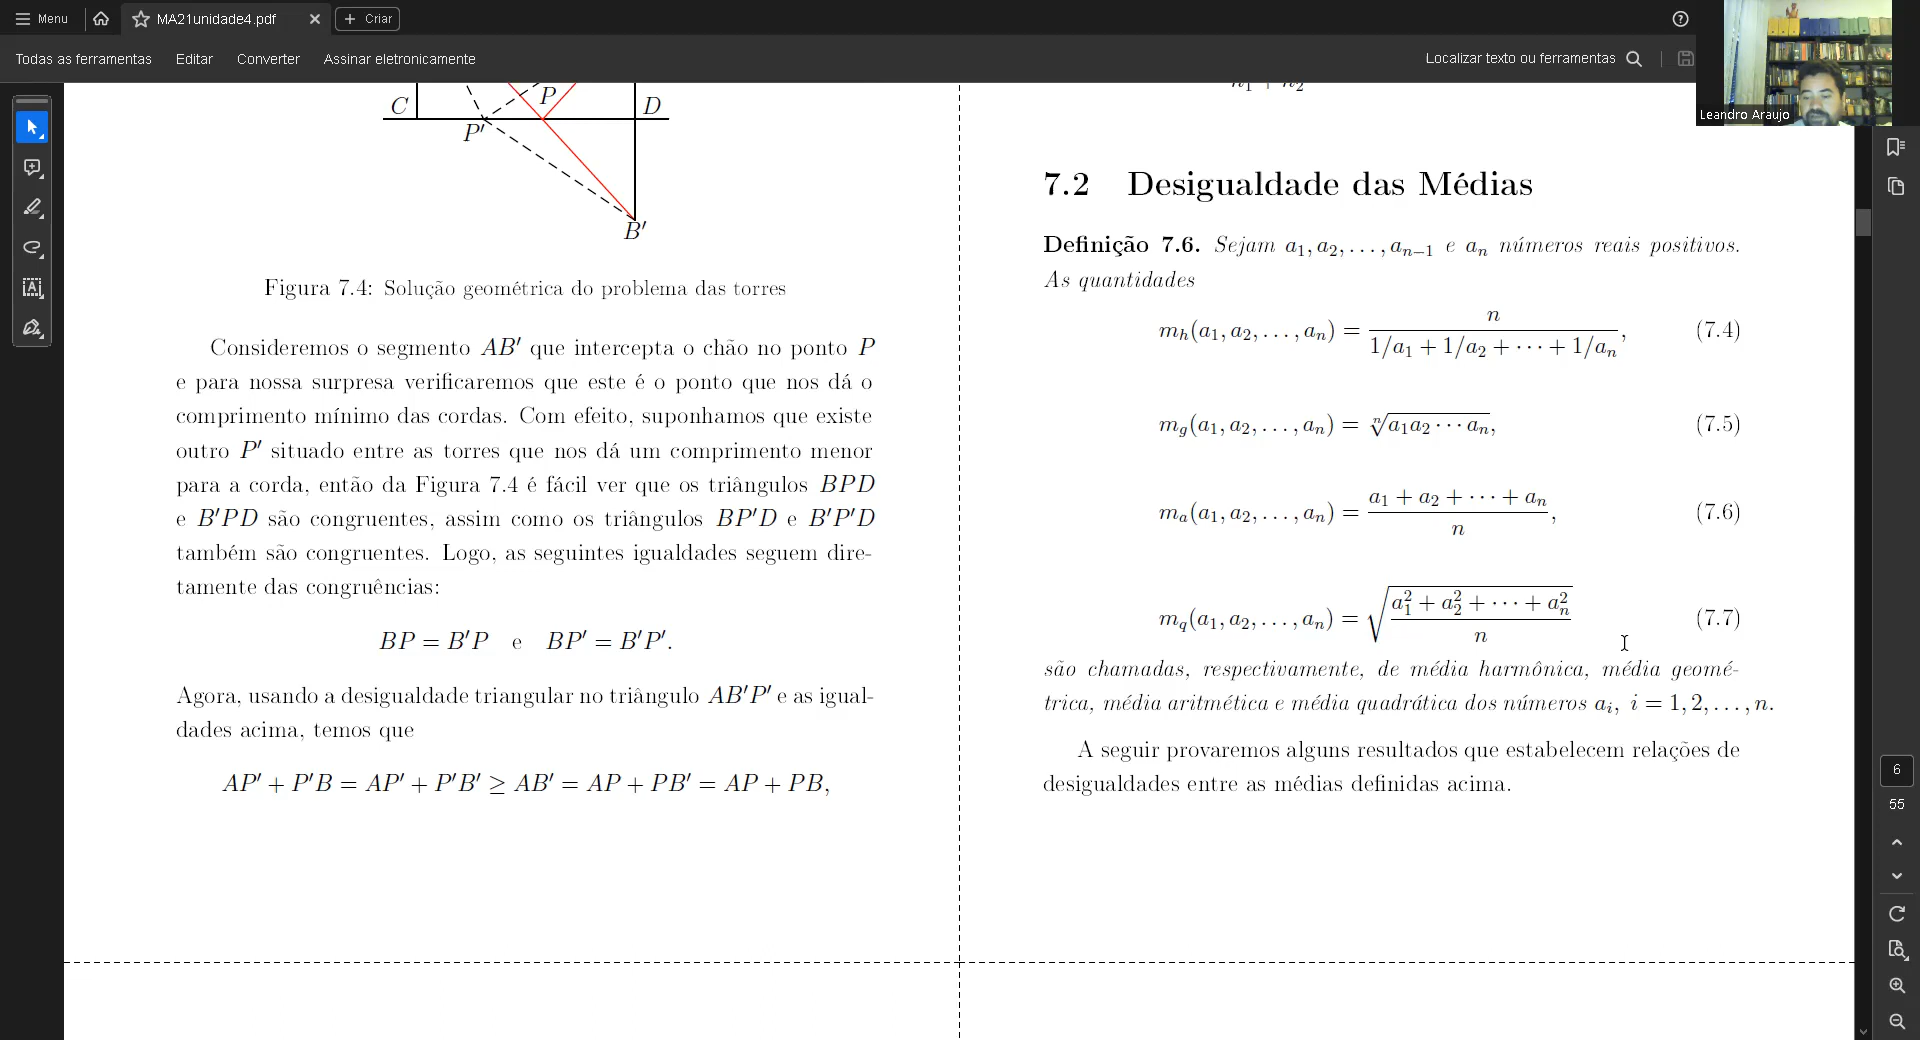 Menu
MA21unidade4.pdf
Criar
Todas as ferramentas
Editar
Converter
Assinar eletronicamente
Localizar texto ou ferramentas
Leandro Araujo
C
P
D
P′
B′
Figura 7.4: Solução geométrica do problema das torres
Consideremos o segmento AB′ que intercepta o chão no ponto P
e para nossa surpresa verificaremos que este é o ponto que nos dá o
comprimento mínimo das cordas. Com efeito, suponhamos que existe
outro P′ situado entre as torres que nos dá um comprimento menor
para a corda, então da Figura 7.4 é fácil ver que os triângulos BPD
e B′PD são congruentes, assim como os triângulos BP′D e B′P′D
também são congruentes. Logo, as seguintes igualdades seguem dire-
tamente das congruências:
BP = B′P e BP′ = B′P′.
Agora, usando a desigualdade triangular no triângulo AB′P′ e as igual-
dades acima, temos que
AP′ + P′B = AP′ + P′B′ ≥ AB′ = AP + PB′ = AP + PB,
n₁ + n₂
7.2 Desigualdade das Médias
Definição 7.6. Sejam a₁, a₂, . . . , aₙ₋₁ e aₙ números reais positivos.
As quantidades
m_h(a₁, a₂, . . . , aₙ) = n / (1/a₁ + 1/a₂ + · · · + 1/aₙ), (7.4)
m_g(a₁, a₂, . . . , aₙ) = ⁿ√(a₁a₂ · · · aₙ), (7.5)
m_a(a₁, a₂, . . . , aₙ) = (a₁ + a₂ + · · · + aₙ) / n, (7.6)
m_q(a₁, a₂, . . . , aₙ) = √((a₁² + a₂² + · · · + aₙ²) / n) (7.7)
são chamadas, respectivamente, de média harmônica, média geomé-
trica, média aritmética e média quadrática dos números aᵢ, i = 1, 2, . . . , n.
A seguir provaremos alguns resultados que estabelecem relações de
desigualdades entre as médias definidas acima.
6
55